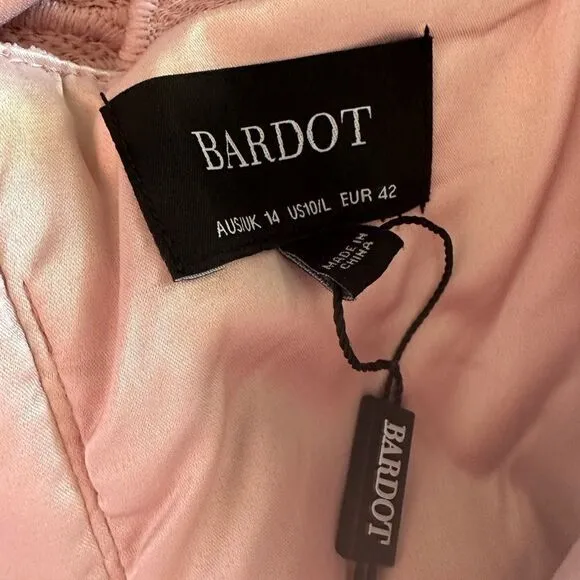 BARDOT
AUS/UK 14 US10/L EUR 42
MADE IN
CHINA
BARDOT